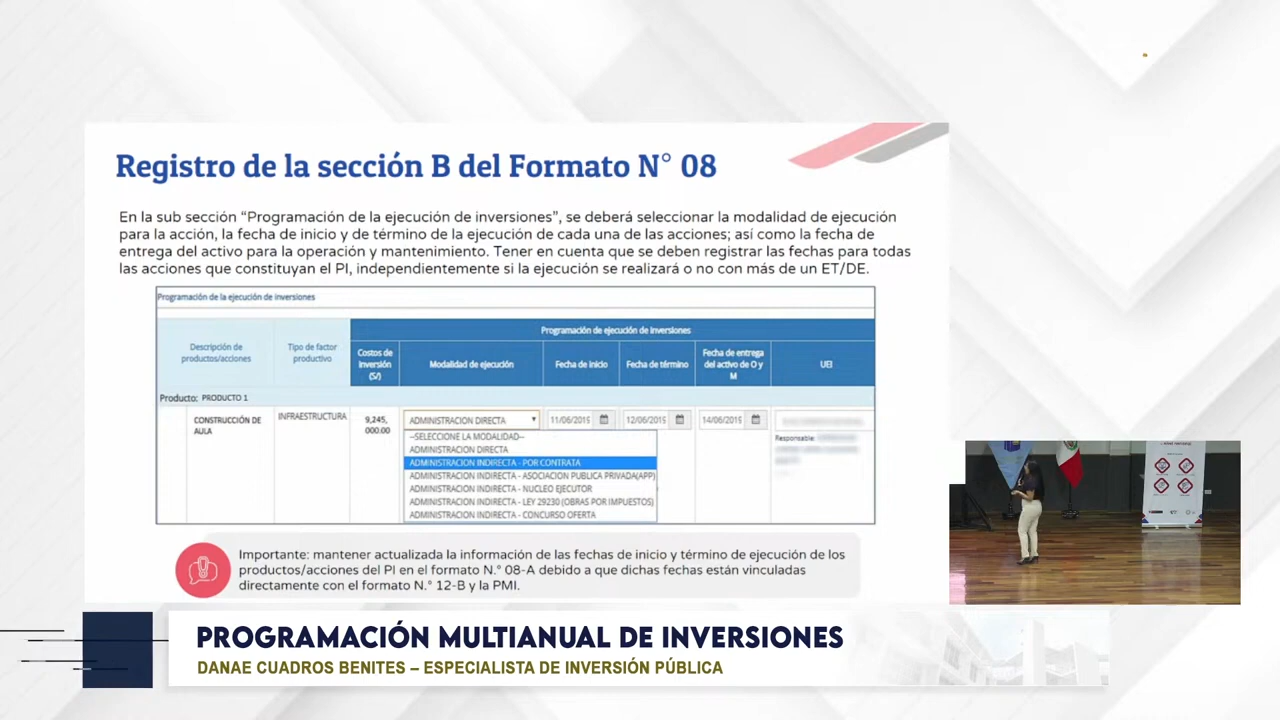 Registro de la sección B del Formato N° 08
En la sub sección “Programación de la ejecución de inversiones”, se deberá seleccionar la modalidad de ejecución
para la acción, la fecha de inicio y de término de la ejecución de cada una de las acciones; así como la fecha de
entrega del activo para la operación y mantenimiento. Tener en cuenta que se deben registrar las fechas para todas
las acciones que constituyan el PI, independientemente si la ejecución se realizará o no con más de un ET/DE.
Programación de la ejecución de inversiones
Programación de ejecución de inversiones
Descripción de
productos/acciones
Tipo de factor
productivo
Costos de
inversión
(S/)
Modalidad de ejecución
Fecha de inicio
Fecha de término
Fecha de entrega
del activo de O y
M
UEI
Producto: PRODUCTO 1
CONSTRUCCIÓN DE
AULA
INFRAESTRUCTURA
9,245,
000.00
ADMINISTRACION DIRECTA
11/06/2019
12/06/2019
14/06/2019
--SELECCIONE LA MODALIDAD--
ADMINISTRACION DIRECTA
ADMINISTRACION INDIRECTA - POR CONTRATA
ADMINISTRACION INDIRECTA - ASOCIACION PUBLICA PRIVADA(APP)
ADMINISTRACION INDIRECTA - NUCLEO EJECUTOR
ADMINISTRACION INDIRECTA - LEY 29230 (OBRAS POR IMPUESTOS)
ADMINISTRACION INDIRECTA - CONCURSO OFERTA
Responsable:
Importante: mantener actualizada la información de las fechas de inicio y término de ejecución de los
productos/acciones del PI en el formato N.° 08-A debido a que dichas fechas están vinculadas
directamente con el formato N.° 12-B y la PMI.
PROGRAMACIÓN MULTIANUAL DE INVERSIONES
DANAE CUADROS BENITES – ESPECIALISTA DE INVERSIÓN PÚBLICA